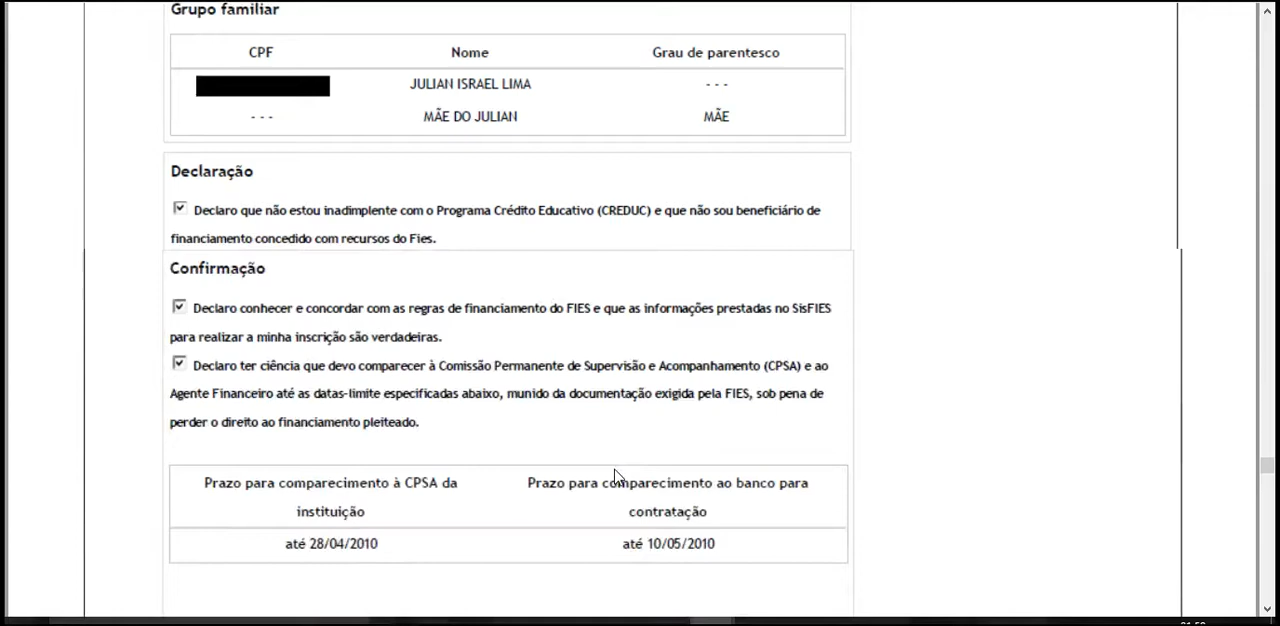 Grupo familiar
CPF Nome Grau de parentesco
JULIAN ISRAEL LIMA - - -
- - - MÃE DO JULIAN MÃE
Declaração
Declaro que não estou inadimplente com o Programa Crédito Educativo (CREDUC) e que não sou beneficiário de
financiamento concedido com recursos do Fies.
Confirmação
Declaro conhecer e concordar com as regras de financiamento do FIES e que as informações prestadas no SisFIES
para realizar a minha inscrição são verdadeiras.
Declaro ter ciência que devo comparecer à Comissão Permanente de Supervisão e Acompanhamento (CPSA) e ao
Agente Financeiro até as datas-limite especificadas abaixo, munido da documentação exigida pela FIES, sob pena de
perder o direito ao financiamento pleiteado.
Prazo para comparecimento à CPSA da Prazo para comparecimento ao banco para
instituição contratação
até 28/04/2010 até 10/05/2010